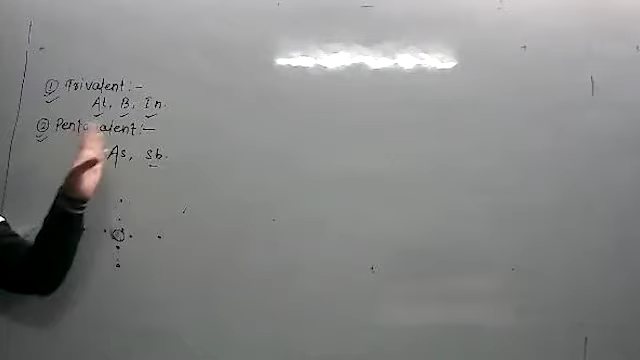 ① Trivalent :-
Al, B, In.
② Pentavalent :-
As, sb.